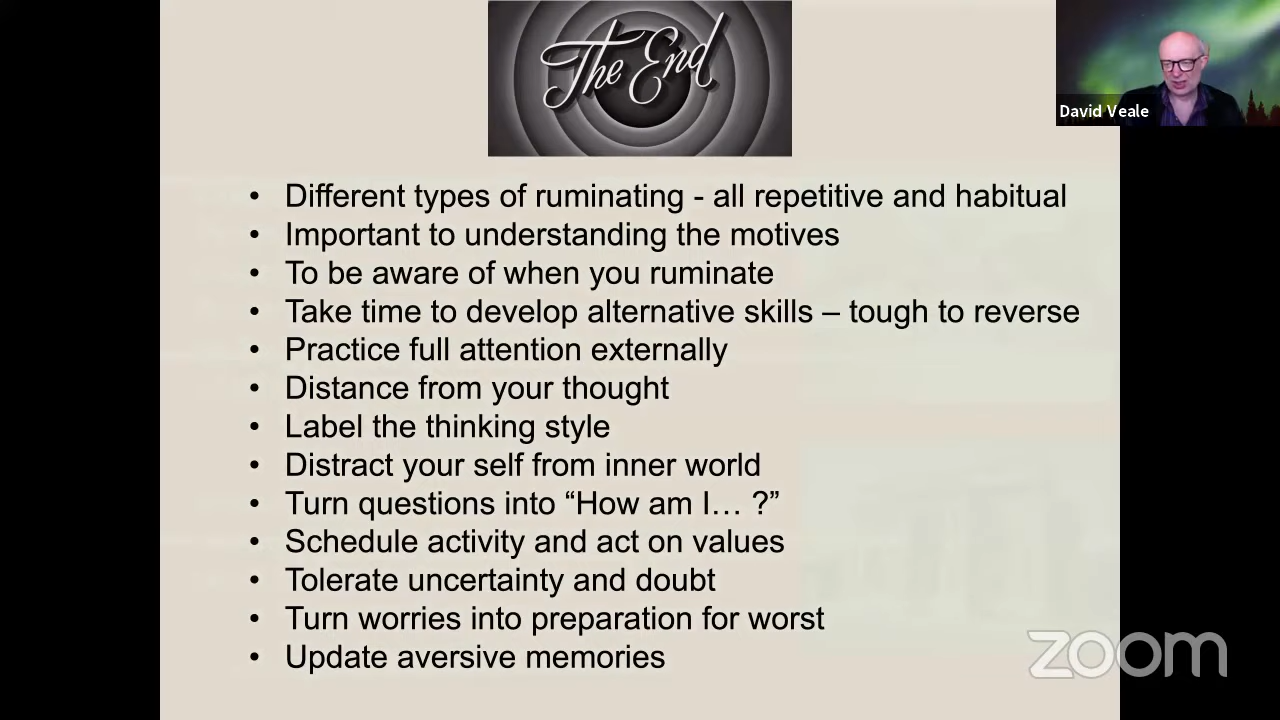 The End
David Veale
• Different types of ruminating - all repetitive and habitual
• Important to understanding the motives
• To be aware of when you ruminate
• Take time to develop alternative skills – tough to reverse
• Practice full attention externally
• Distance from your thought
• Label the thinking style
• Distract your self from inner world
• Turn questions into “How am I… ?”
• Schedule activity and act on values
• Tolerate uncertainty and doubt
• Turn worries into preparation for worst
• Update aversive memories
zoom